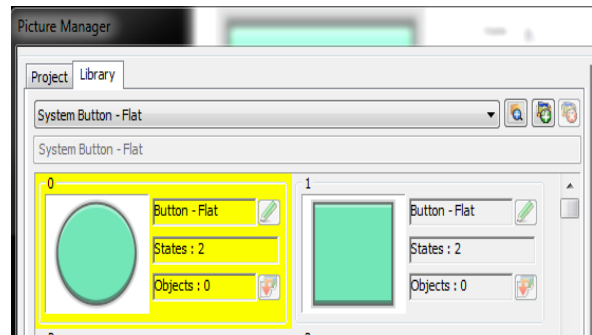 Picture Manager
Project Library
System Button - Flat
System Button - Flat
0 1
Button - Flat Button - Flat
States : 2 States : 2
Objects : 0 Objects : 0